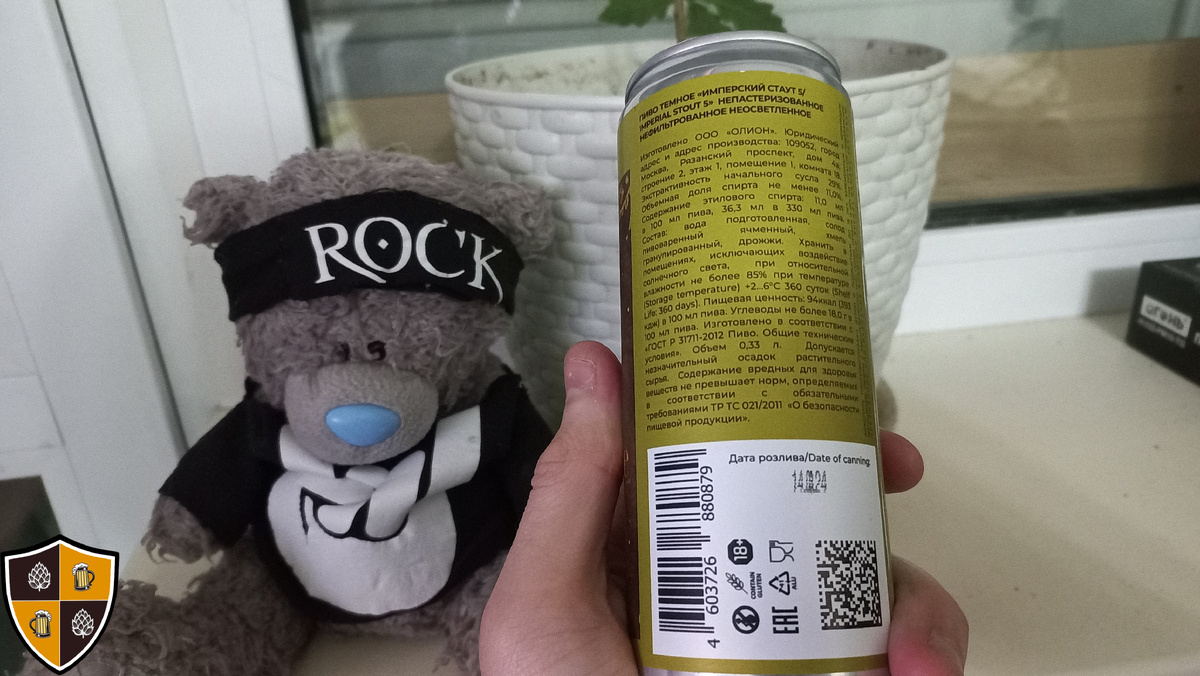 ROCK
ПИВО ТЕМНОЕ «ИМПЕРСКИЙ СТАУТ 5/
IMPERIAL STOUT 5» НЕПАСТЕРИЗОВАННОЕ
НЕФИЛЬТРОВАННОЕ НЕОСВЕТЛЕННОЕ
Изготовлено ООО «ОЛИОН». Юридический
адрес и адрес производства: 109052, город
Москва, Рязанский проспект, дом
строение 2, этаж 1, помещение I, комната 18.
Экстрактивность начального сусла 29%.
Объемная доля спирта не менее 11,0%.
Содержание этилового спирта: 11,0 мл
в 100 мл пива, 36,3 мл в 330 мл пива.
Состав: вода подготовленная, солод
пивоваренный ячменный, хмель
гранулированный, дрожжи. Хранить в
помещениях, исключающих воздействие
солнечного света, при относительной
влажности не более 85% при температуре
(Storage temperature) +2...6°C 360 суток (Shelf
Life: 360 days). Пищевая ценность: 94ккал (393
кдж) в 100 мл пива. Углеводы не более 18,0 г в
100 мл пива. Изготовлено в соответствии с
«ГОСТ Р 31711-2012 Пиво. Общие технические
условия». Объем 0,33 л. Допускается
незначительный осадок растительного
сырья. Содержание вредных для здоровья
веществ не превышает норм, определяемых
в соответствии с обязательными
требованиями ТР ТС 021/2011 «О безопасности
пищевой продукции».
Дата розлива/Date of canning:
4 603726 880879
18+
CONTAIN
GLUTEN
ALU
EAC
ОГОНЬ